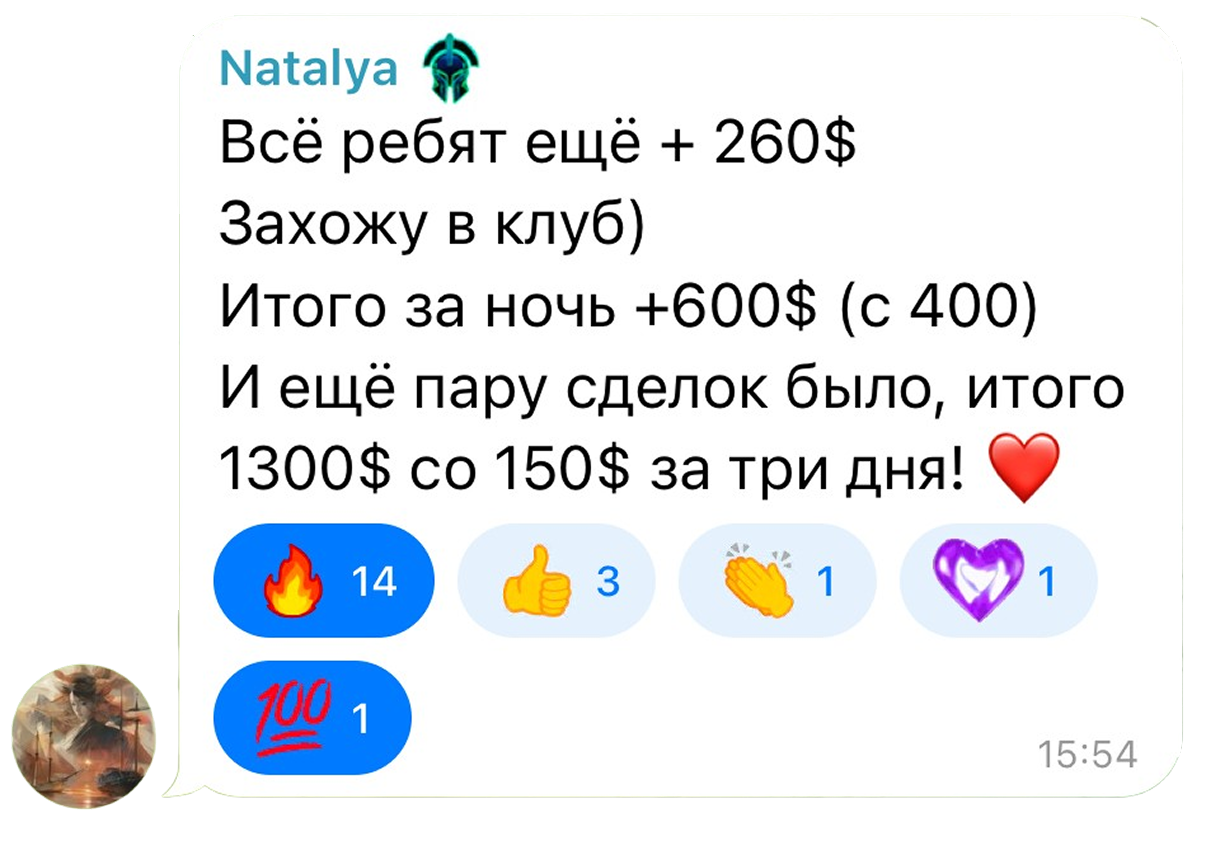 Natalya
Всё ребят ещё + 260$
Захожу в клуб)
Итого за ночь +600$ (с 400)
И ещё пару сделок было, итого
1300$ со 150$ за три дня! ❤️
🔥 14 👍 3 👏 1 💜 1
💯 1
15:54